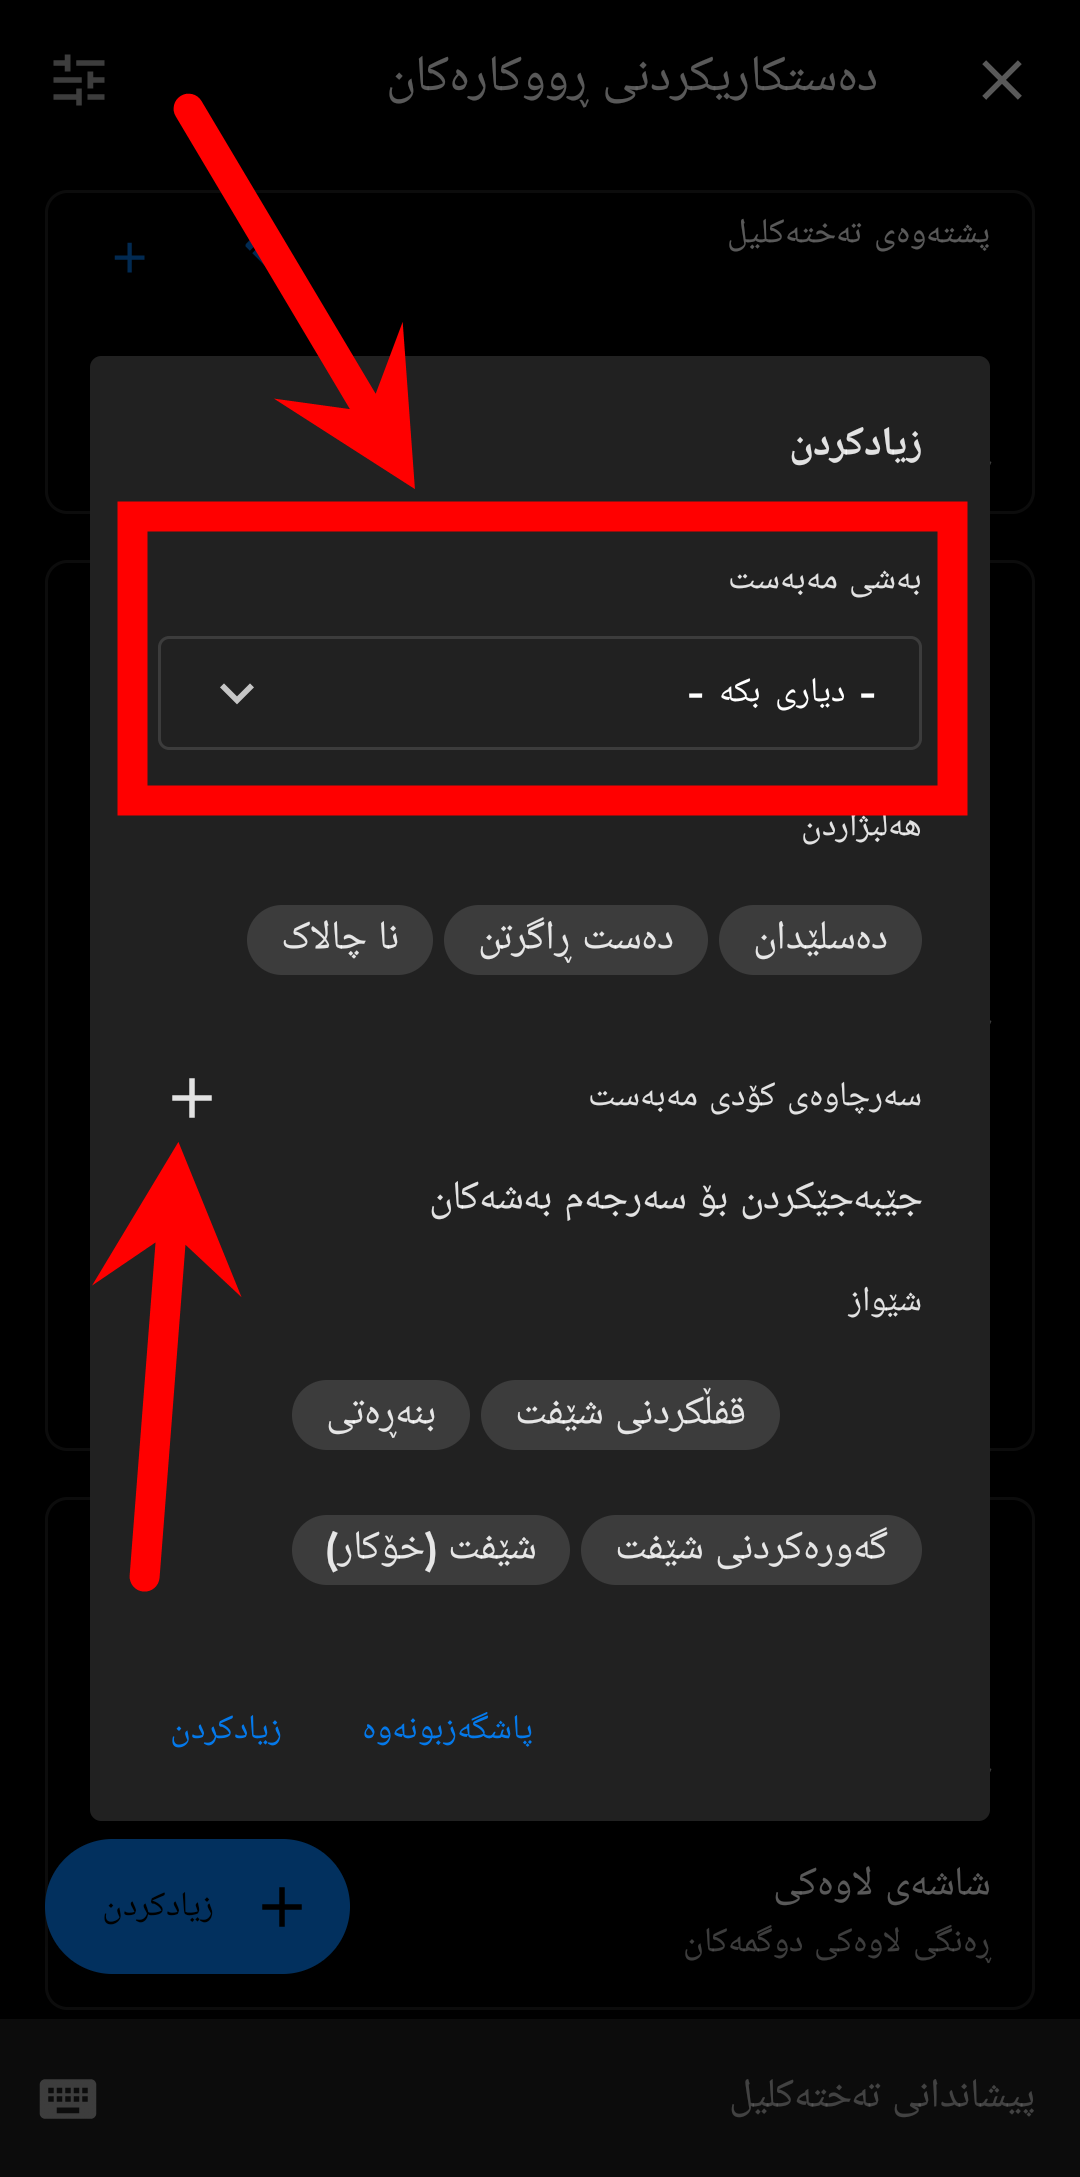 دەستکاریکردنی ڕووکارەکان
پشتەوەی تەختەکلیل
زیادکردن
بەشی مەبەست
- دیاری بکە -
هەلبژاردن
دەسلێدان
دەست ڕاگرتن
نا چالاک
سەرچاوەی کۆدی مەبەست
جێبەجێکردن بۆ سەرجەم بەشەکان
شێواز
قفڵکردنی شێفت
بنەڕەتی
گەورەکردنی شێفت
شێفت (خۆکار)
پاشگەزبونەوە
زیادکردن
شاشەی لاوەکی
ڕەنگی لاوەکی دوگمەکان
زیادکردن
پیشاندانی تەختەکلیل